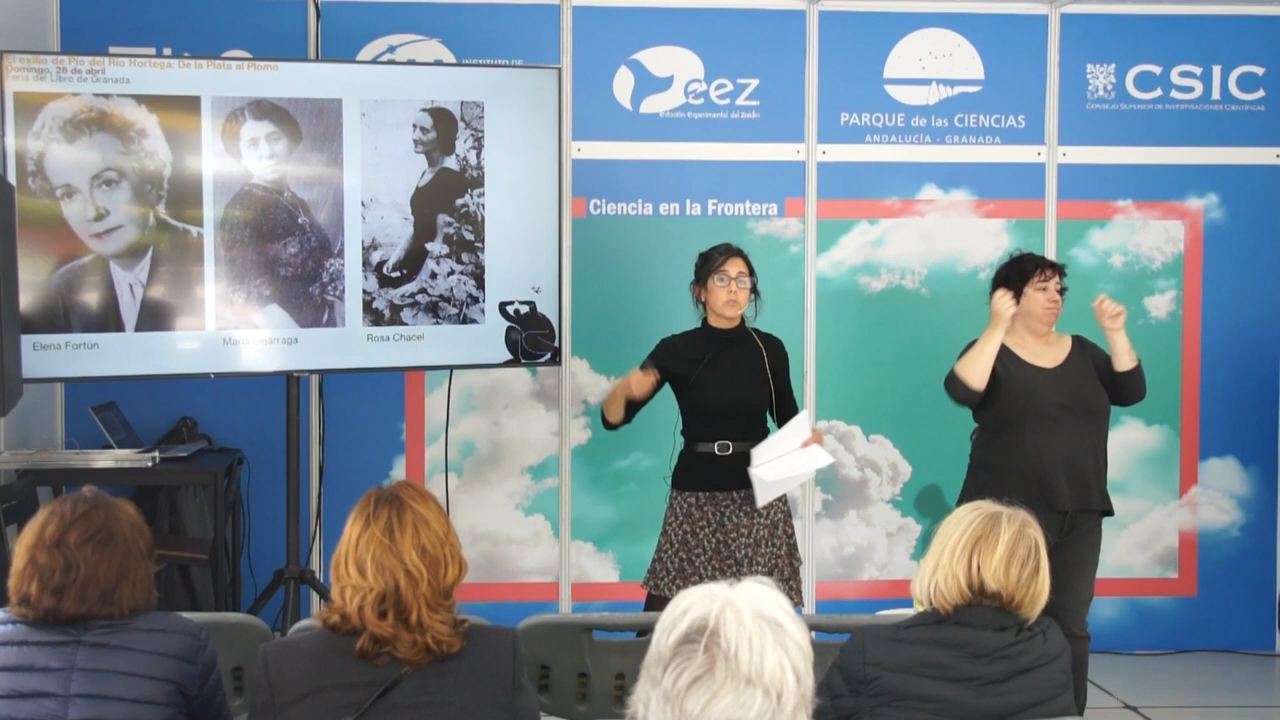 El exilio de Pío del Río Hortega: De la Plata al Plomo
Domingo, 28 de abril
Feria del Libro de Granada
Elena Fortún
María Lejárraga
Rosa Chacel
INSTITUTO DE
eez
Estación Experimental del Zaidín
PARQUE de las CIENCIAS
ANDALUCÍA - GRANADA
CSIC
CONSEJO SUPERIOR DE INVESTIGACIONES CIENTÍFICAS
Ciencia en la Frontera